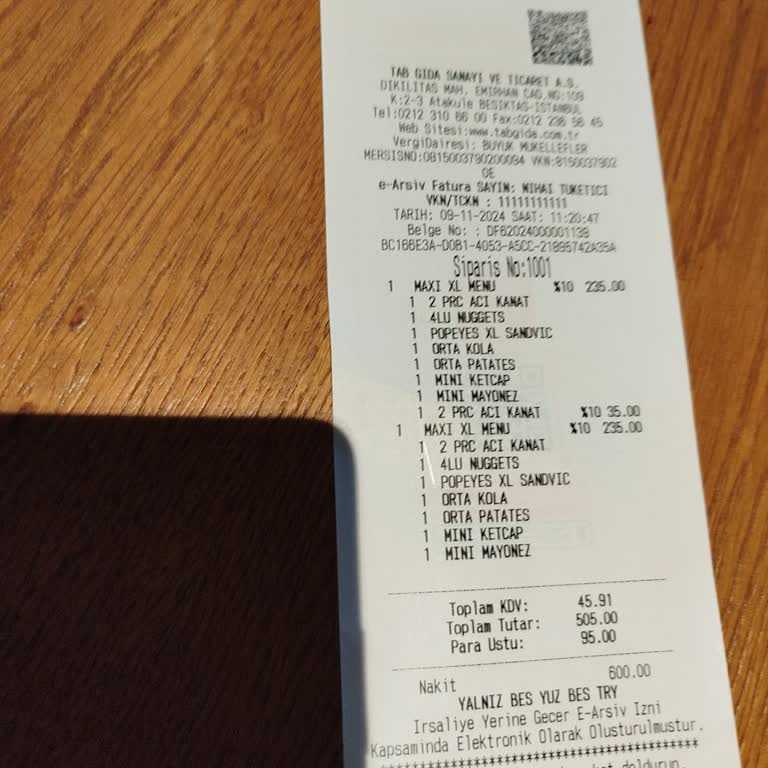 TAB GIDA SANAYI VE TICARET A.S.
DIKILITAS MAH. EMIRHAN CAD.NO:109
K:2-3 Atakule BESIKTAS-ISTANBUL
Tel:0212 310 66 00 Fax:0212 236 56 45
Web Sitesi:www.tabgida.com.tr
VergiDairesi: BUYUK MUKELLEFLER
MERSISNO:0815003790200094 VKN:8150037902
OE
e-Arsiv Fatura SAYIN: NIHAI TUKETICI
VKN/TCKN : 11111111111
TARIH: 09-11-2024 SAAT: 11:20:47
Belge No: : DF62024000001139
BC166E3A-D0B1-4053-A5CC-21895742A35A
Siparis No:1001
1 MAXI XL MENU %10 235.00
1 2 PRC ACI KANAT
1 4LU NUGGETS
1 POPEYES XL SANDVIC
1 ORTA KOLA
1 ORTA PATATES
1 MINI KETCAP
1 MINI MAYONEZ
1 2 PRC ACI KANAT %10 35.00
1 MAXI XL MENU %10 235.00
1 2 PRC ACI KANAT
1 4LU NUGGETS
1 POPEYES XL SANDVIC
1 ORTA KOLA
1 ORTA PATATES
1 MINI KETCAP
1 MINI MAYONEZ
Toplam KDV: 45.91
Toplam Tutar: 505.00
Para Ustu: 95.00
Nakit 600.00
YALNIZ BES YUZ BES TRY
Irsaliye Yerine Gecer E-Arsiv Izni
Kapsaminda Elektronik Olarak Olusturulmustur.
doldurun.